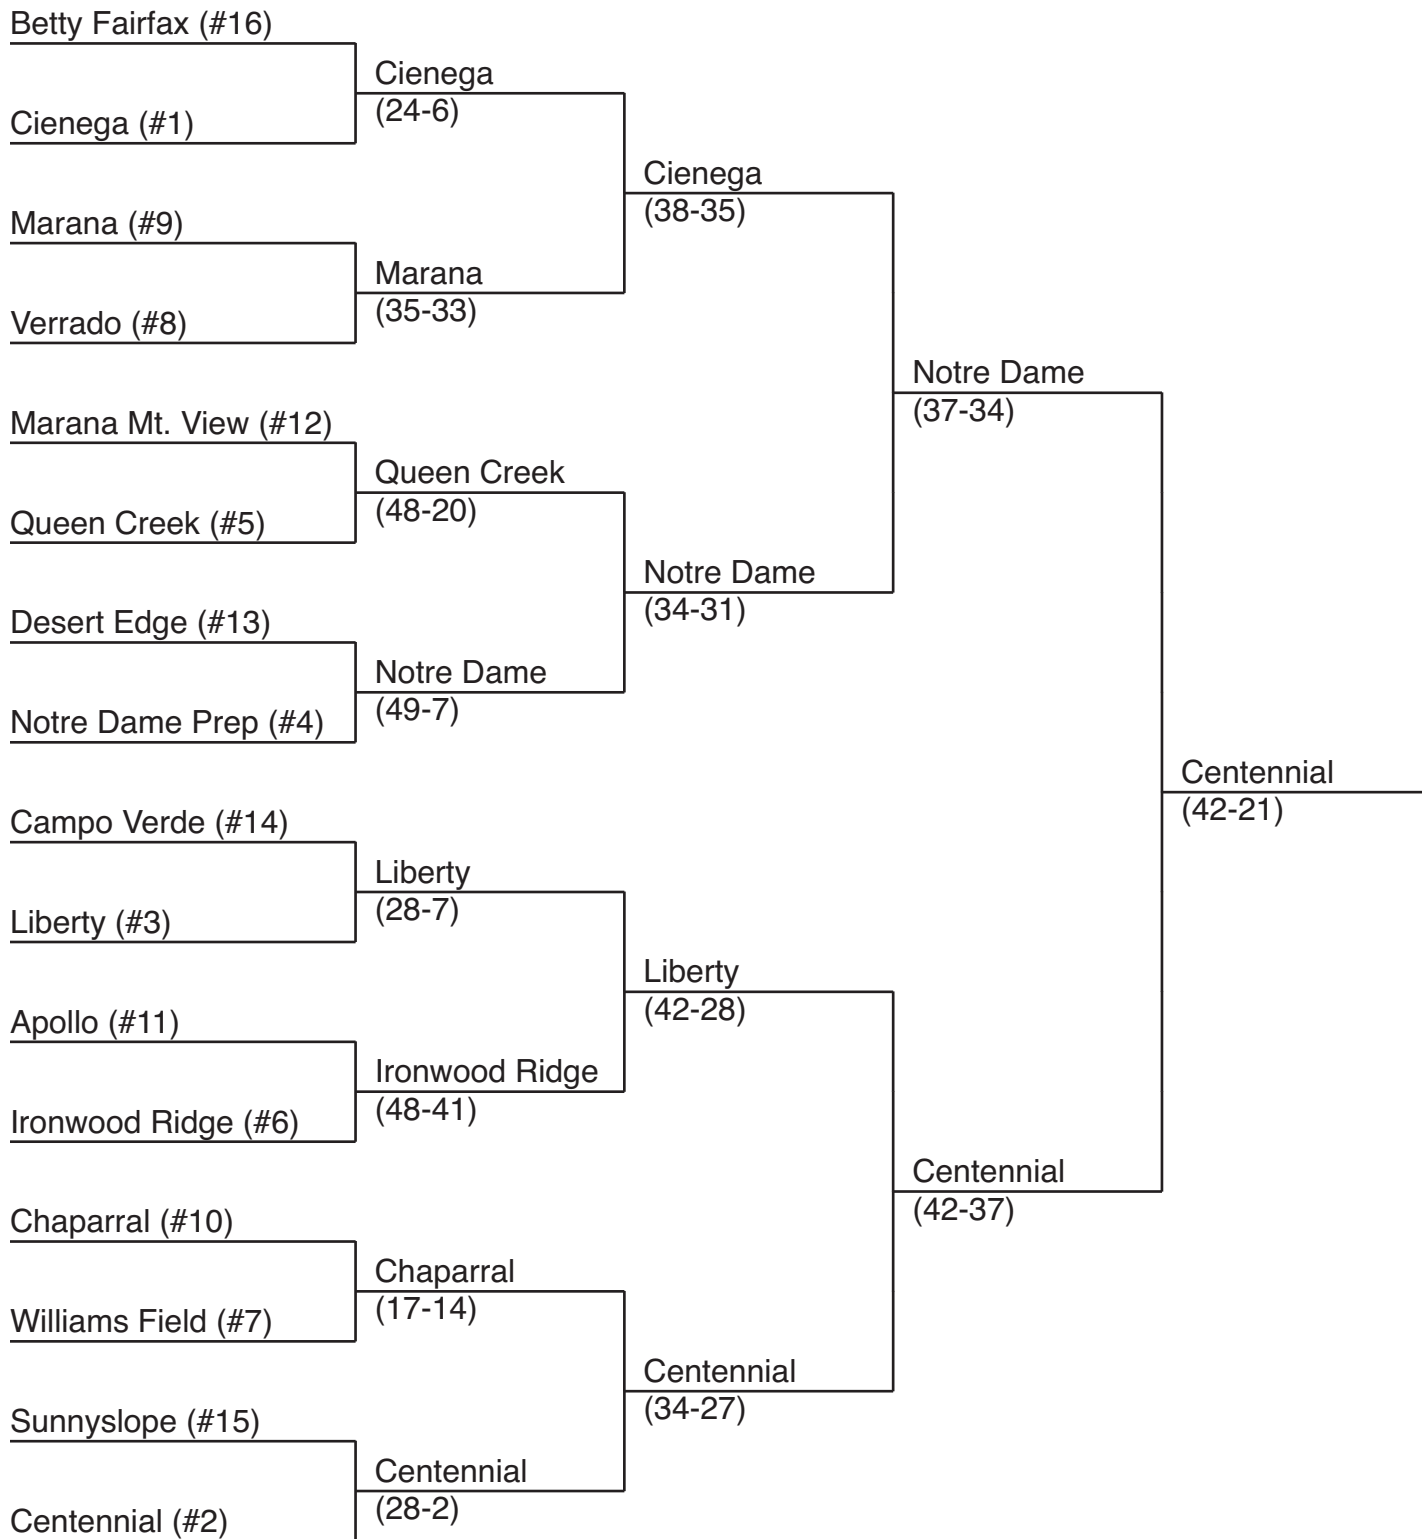 Betty Fairfax (#16)
Cienega (#1)
Marana (#9)
Verrado (#8)
Marana Mt. View (#12)
Queen Creek (#5)
Desert Edge (#13)
Notre Dame Prep (#4)
Campo Verde (#14)
Liberty (#3)
Apollo (#11)
Ironwood Ridge (#6)
Chaparral (#10)
Williams Field (#7)
Sunnyslope (#15)
Centennial (#2)
Cienega
(24-6)
Marana
(35-33)
Queen Creek
(48-20)
Notre Dame
(49-7)
Liberty
(28-7)
Ironwood Ridge
(48-41)
Chaparral
(17-14)
Centennial
(28-2)
Cienega
(38-35)
Notre Dame
(34-31)
Liberty
(42-28)
Centennial
(34-27)
Notre Dame
(37-34)
Centennial
(42-37)
Centennial
(42-21)